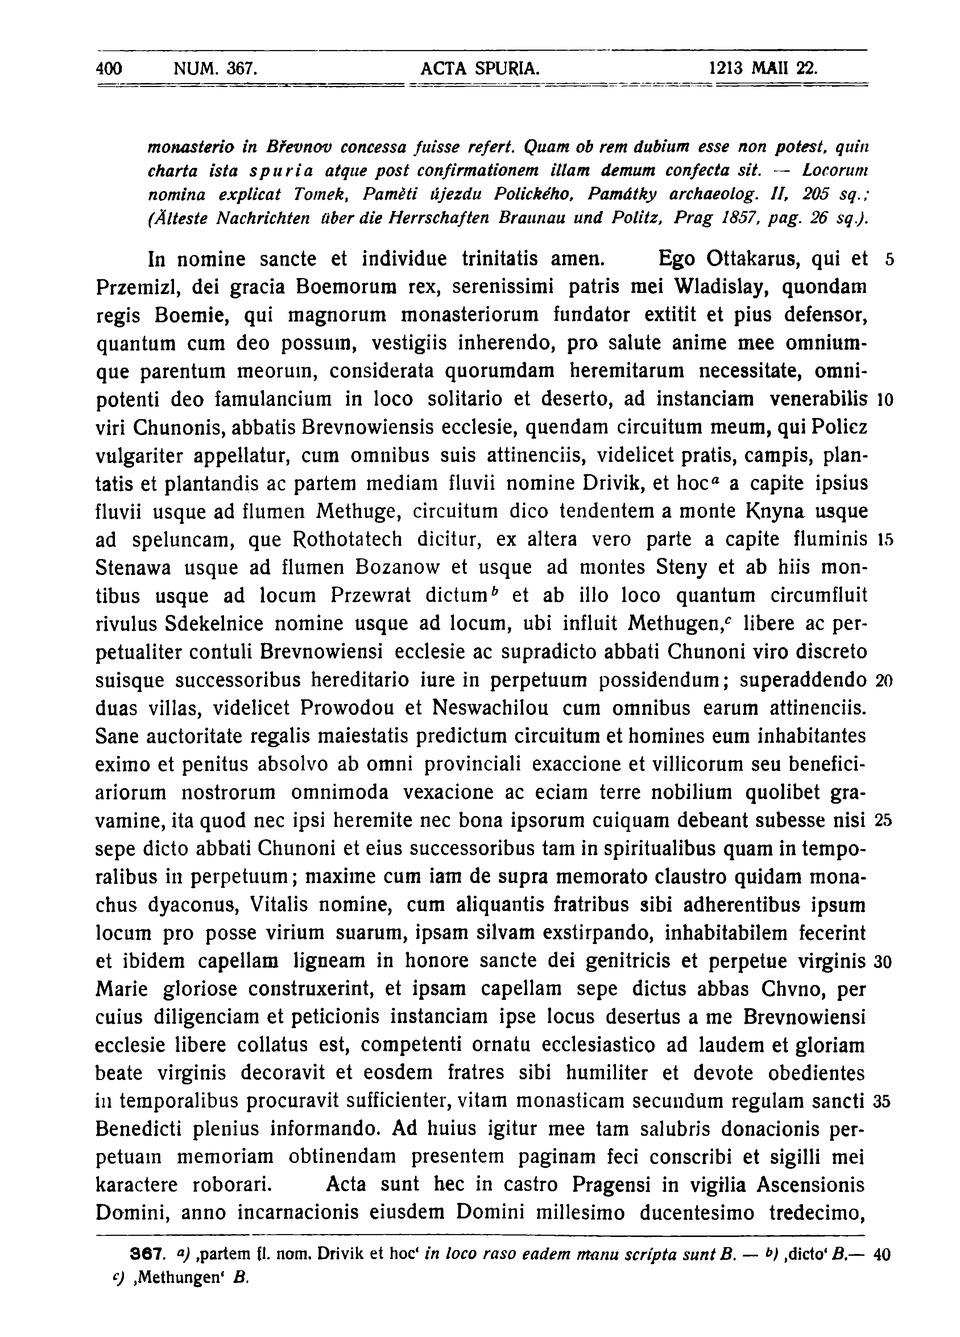 400 NUM. 367. ACTA SPURIA. 1213 MAII 22.
monasterio in Břevnov concessa fuisse refert. Quam ob rem dubium esse non potest, quin
charta ista spuria atque post confirmationem illam demum confecta sit. — Locorum
nomina explicat Tomek, Paměti újezdu Polického, Památky archaeolog. II, 205 sq.;
(Älteste Nachrichten über die Herrschaften Braunau und Politz, Prag 1857, pag. 26 sq.).
In nomine sancte et individue trinitatis amen. Ego Ottakarus, qui et 5
Przemizl, dei gracia Boemorum rex, serenissimi patris mei Wladislay, quondam
regis Boemie, qui magnorum monasteriorum fundator extitit et pius defensor,
quantum cum deo possum, vestigiis inherendo, pro salute anime mee omnium-
que parentum meorum, considerata quorumdam heremitarum necessitate, omni-
potenti deo famulancium in loco solitario et deserto, ad instanciam venerabilis 10
viri Chunonis, abbatis Brevnowiensis ecclesie, quendam circuitum meum, qui Policz
vulgariter appellatur, cum omnibus suis attinenciis, videlicet pratis, campis, plan-
tatis et plantandis ac partem mediam fluvii nomine Drivik, et hoc a a capite ipsius
fluvii usque ad flumen Methuge, circuitum dico tendentem a monte Knyna usque
ad speluncam, que Rothotatech dicitur, ex altera vero parte a capite fluminis 15
Stenawa usque ad flumen Bozanow et usque ad montes Steny et ab hiis mon-
tibus usque ad locum Przewrat dictum b et ab illo loco quantum circumfluit
rivulus Sdekelnice nomine usque ad locum, ubi influit Methugen,c libere ac per-
petualiter contuli Brevnowiensi ecclesie ac supradicto abbati Chunoni viro discreto
suisque successoribus hereditario iure in perpetuum possidendum; superaddendo 20
duas villas, videlicet Prowodou et Neswachilou cum omnibus earum attinenciis.
Sane auctoritate regalis maiestatis predictum circuitum et homines eum inhabitantes
eximo et penitus absolvo ab omni provinciali exaccione et villicorum seu benefici-
ariorum nostrorum omnimoda vexacione ac eciam terre nobilium quolibet gra-
vamine, ita quod nec ipsi heremite nec bona ipsorum cuiquam debeant subesse nisi 25
sepe dicto abbati Chunoni et eius successoribus tam in spiritualibus quam in tempo-
ralibus in perpetuum; maxime cum iam de supra memorato claustro quidam mona-
chus dyaconus, Vitalis nomine, cum aliquantis fratribus sibi adherentibus ipsum
locum pro posse virium suarum, ipsam silvam exstirpando, inhabitabilem fecerint
et ibidem capellam ligneam in honore sancte dei genitricis et perpetue virginis 30
Marie gloriose construxerint, et ipsam capellam sepe dictus abbas Chvno, per
cuius diligenciam et peticionis instanciam ipse locus desertus a me Brevnowiensi
ecclesie libere collatus est, competenti ornatu ecclesiastico ad laudem et gloriam
beate virginis decoravit et eosdem fratres sibi humiliter et devote obedientes
in temporalibus procuravit sufficienter, vitam monasticam secundum regulam sancti 35
Benedicti plenius informando. Ad huius igitur mee tam salubris donacionis per-
petuam memoriam obtinendam presentem paginam feci conscribi et sigilli mei
karactere roborari. Acta sunt hec in castro Pragensi in vigilia Ascensionis
Domini, anno incarnacionis eiusdem Domini millesimo ducentesimo tredecimo,
367. a) ‚partem fl. nom. Drivik et hoc‘ in loco raso eadem manu scripta sunt B. — b) ‚dicto‘ B.— 40
c) ‚Methungen‘ B.